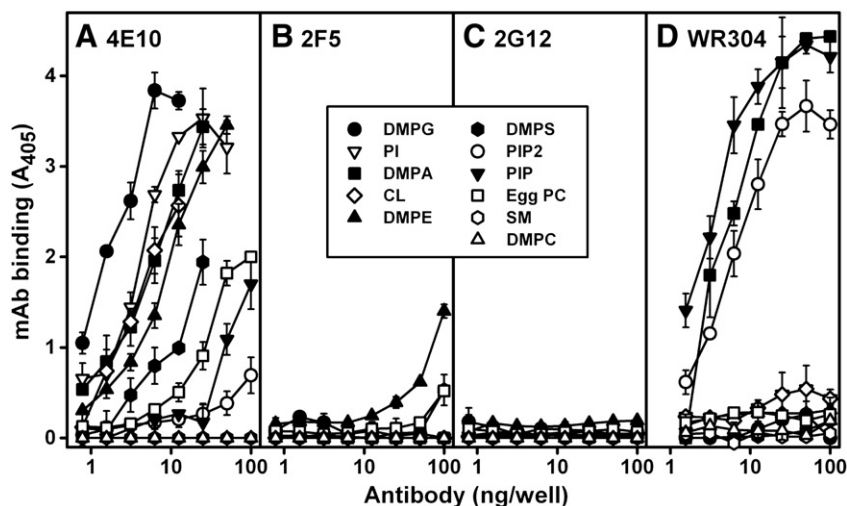 A 4E10
B 2F5
C 2G12
D WR304
DMPG
PI
DMPA
CL
DMPE
DMPS
PIP2
PIP
Egg PC
SM
DMPC
mAb binding (A405)
4
3
2
1
0
1 10 100
1 10 100
1 10 100
1 10 100
Antibody (ng/well)